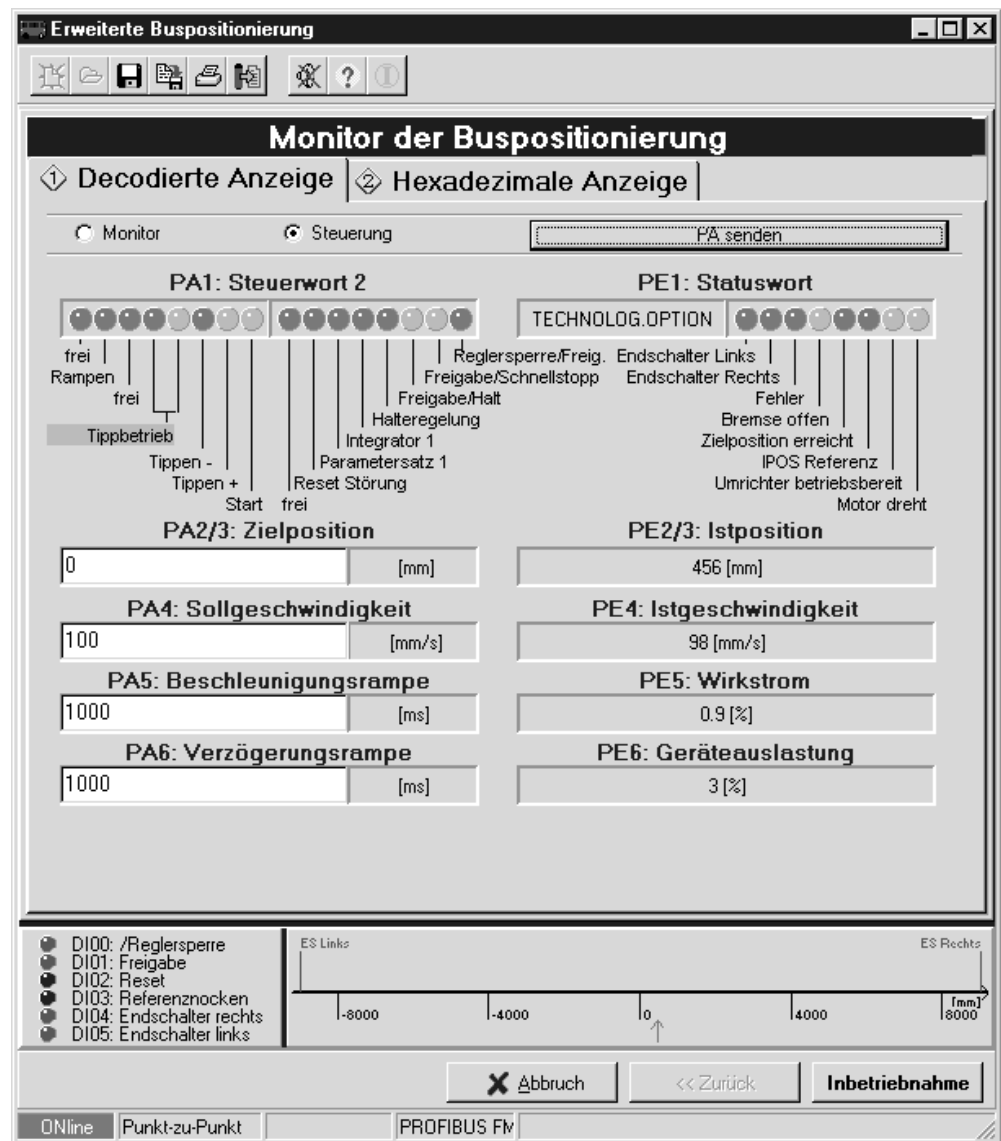 Erweiterte Buspositionierung
Monitor der Buspositionierung
1 Decodierte Anzeige
2 Hexadezimale Anzeige
Monitor
Steuerung
PA senden
PA1: Steuerwort 2
PE1: Statuswort
TECHNOLOG.OPTION
frei
Reglersperre/Freig.
Endschalter Links
Rampen
Freigabe/Schnellstopp
Endschalter Rechts
frei
Freigabe/Halt
Fehler
Halteregelung
Bremse offen
Tippbetrieb
Integrator 1
Zielposition erreicht
Tippen -
Parametersatz 1
IPOS Referenz
Tippen +
Reset Störung
Umrichter betriebsbereit
Start
frei
Motor dreht
PA2/3: Zielposition
PE2/3: Istposition
0
[mm]
456 [mm]
PA4: Sollgeschwindigkeit
PE4: Istgeschwindigkeit
100
[mm/s]
98 [mm/s]
PA5: Beschleunigungsrampe
PE5: Wirkstrom
1000
[ms]
0.9 [%]
PA6: Verzögerungsrampe
PE6: Geräteauslastung
1000
[ms]
3 [%]
DI00: /Reglersperre
DI01: Freigabe
DI02: Reset
DI03: Referenznocken
DI04: Endschalter rechts
DI05: Endschalter links
ES Links
ES Rechts
-8000
-4000
0
4000
[mm]
8000
Abbruch
<< Zurück
Inbetriebnahme
ONline
Punkt-zu-Punkt
PROFIBUS FM